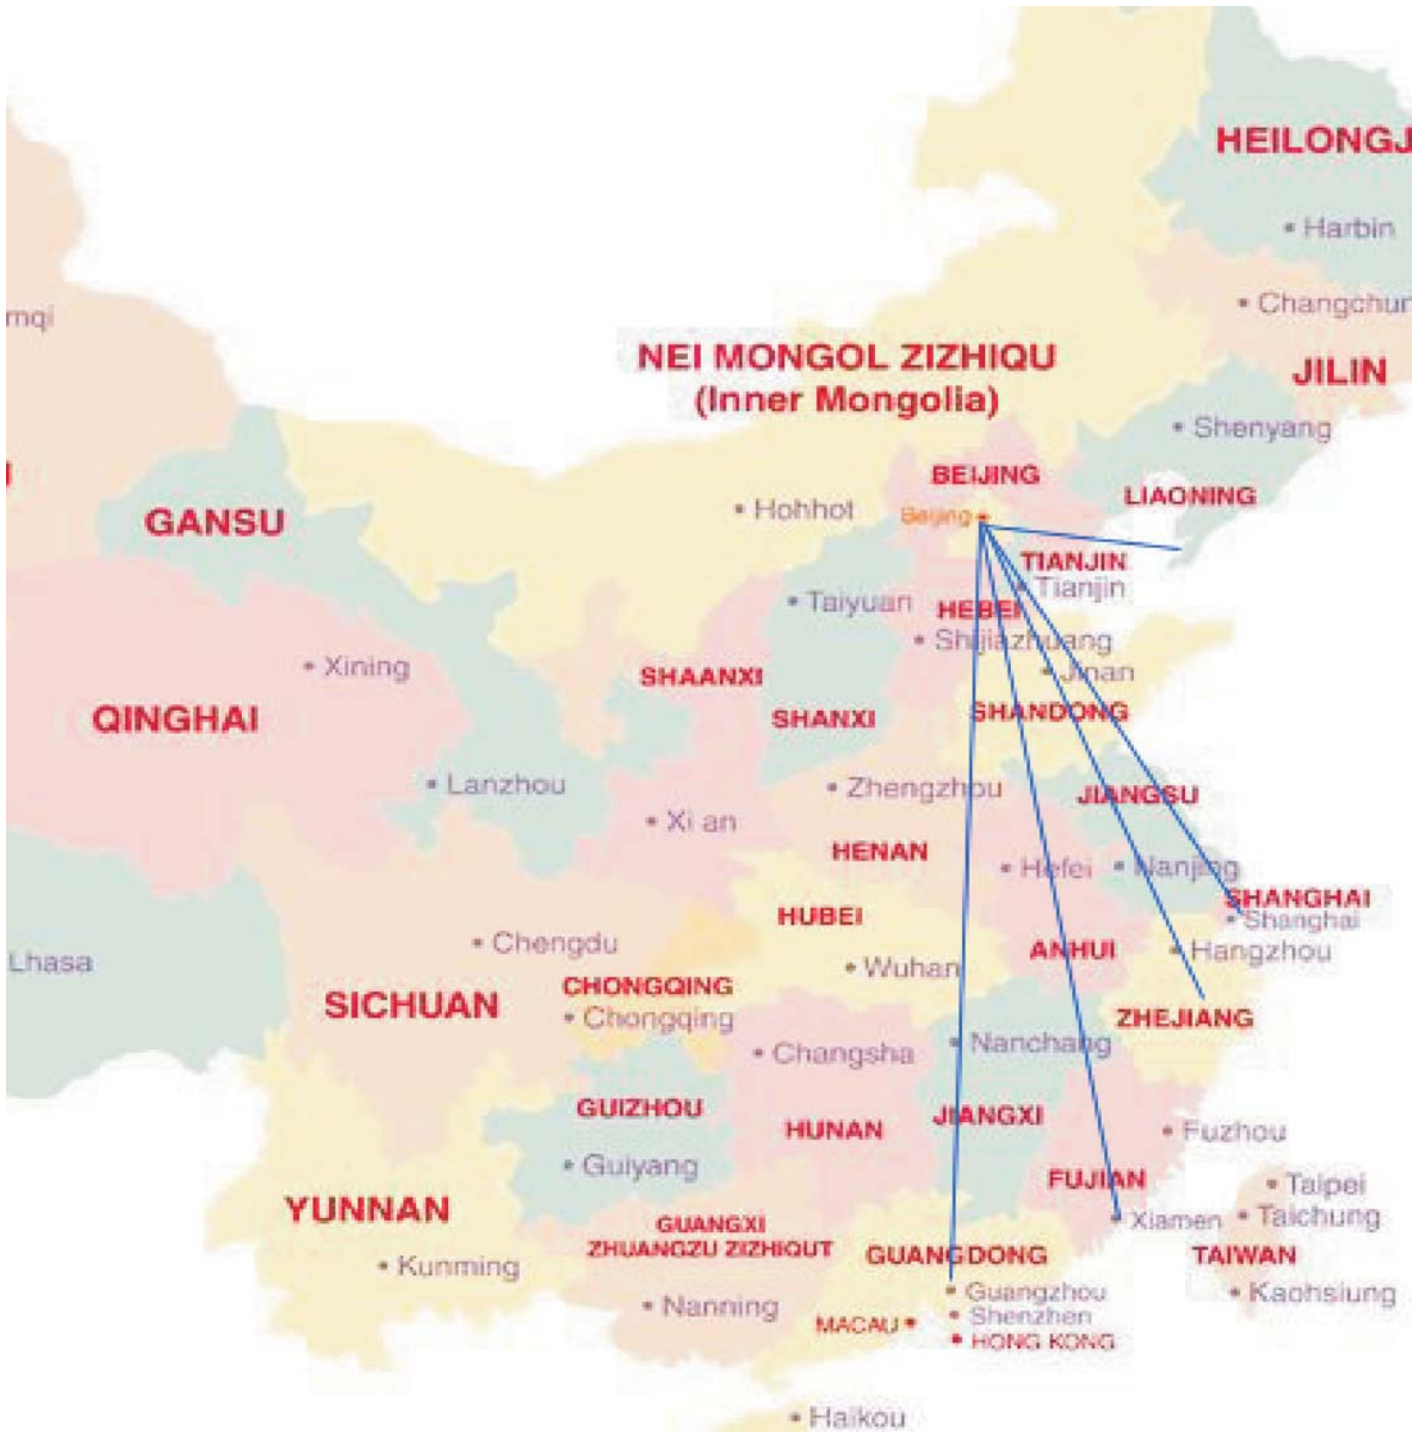 HEILONGJ
Harbin
Changchur
mqi
NEI MONGOL ZIZHIQU
(Inner Mongolia)
JILIN
Shenyang
BEIJING
LIAONING
Hohhot
Beijing
GANSU
TIANJIN
Tianjin
Taiyuan
HEBEI
Shijiazhuang
Xining
Jinan
SHAANXI
QINGHAI
SHANXI
SHANDONG
Lanzhou
Zhengzhou
JIANGSU
Xi an
HENAN
Hefei
Nanjing
SHANGHAI
HUBEI
Shanghai
Chengdu
ANHUI
Hangzhou
Lhasa
Wuhan
CHONGQING
SICHUAN
Chongqing
ZHEJIANG
Changsha
Nanchang
GUIZHOU
HUNAN
JIANGXI
Fuzhou
Guiyang
FUJIAN
Taipei
YUNNAN
GUANGXI
ZHUANGZU ZIZHIQUT
Xiamen
Taichung
GUANGDONG
TAIWAN
Kunming
Guangzhou
Kaohsiung
Nanning
Shenzhen
MACAU
HONG KONG
Haikou